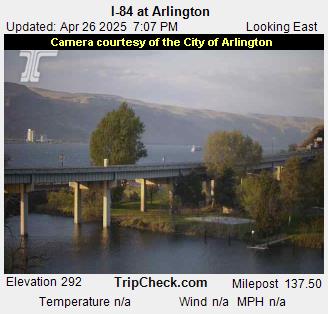 I-84 at Arlington
Updated: Apr 26 2025 7:07 PM Looking East
Camera courtesy of the City of Arlington
Elevation 292 TripCheck.com Milepost 137.50
Temperature n/a Wind n/a MPH n/a